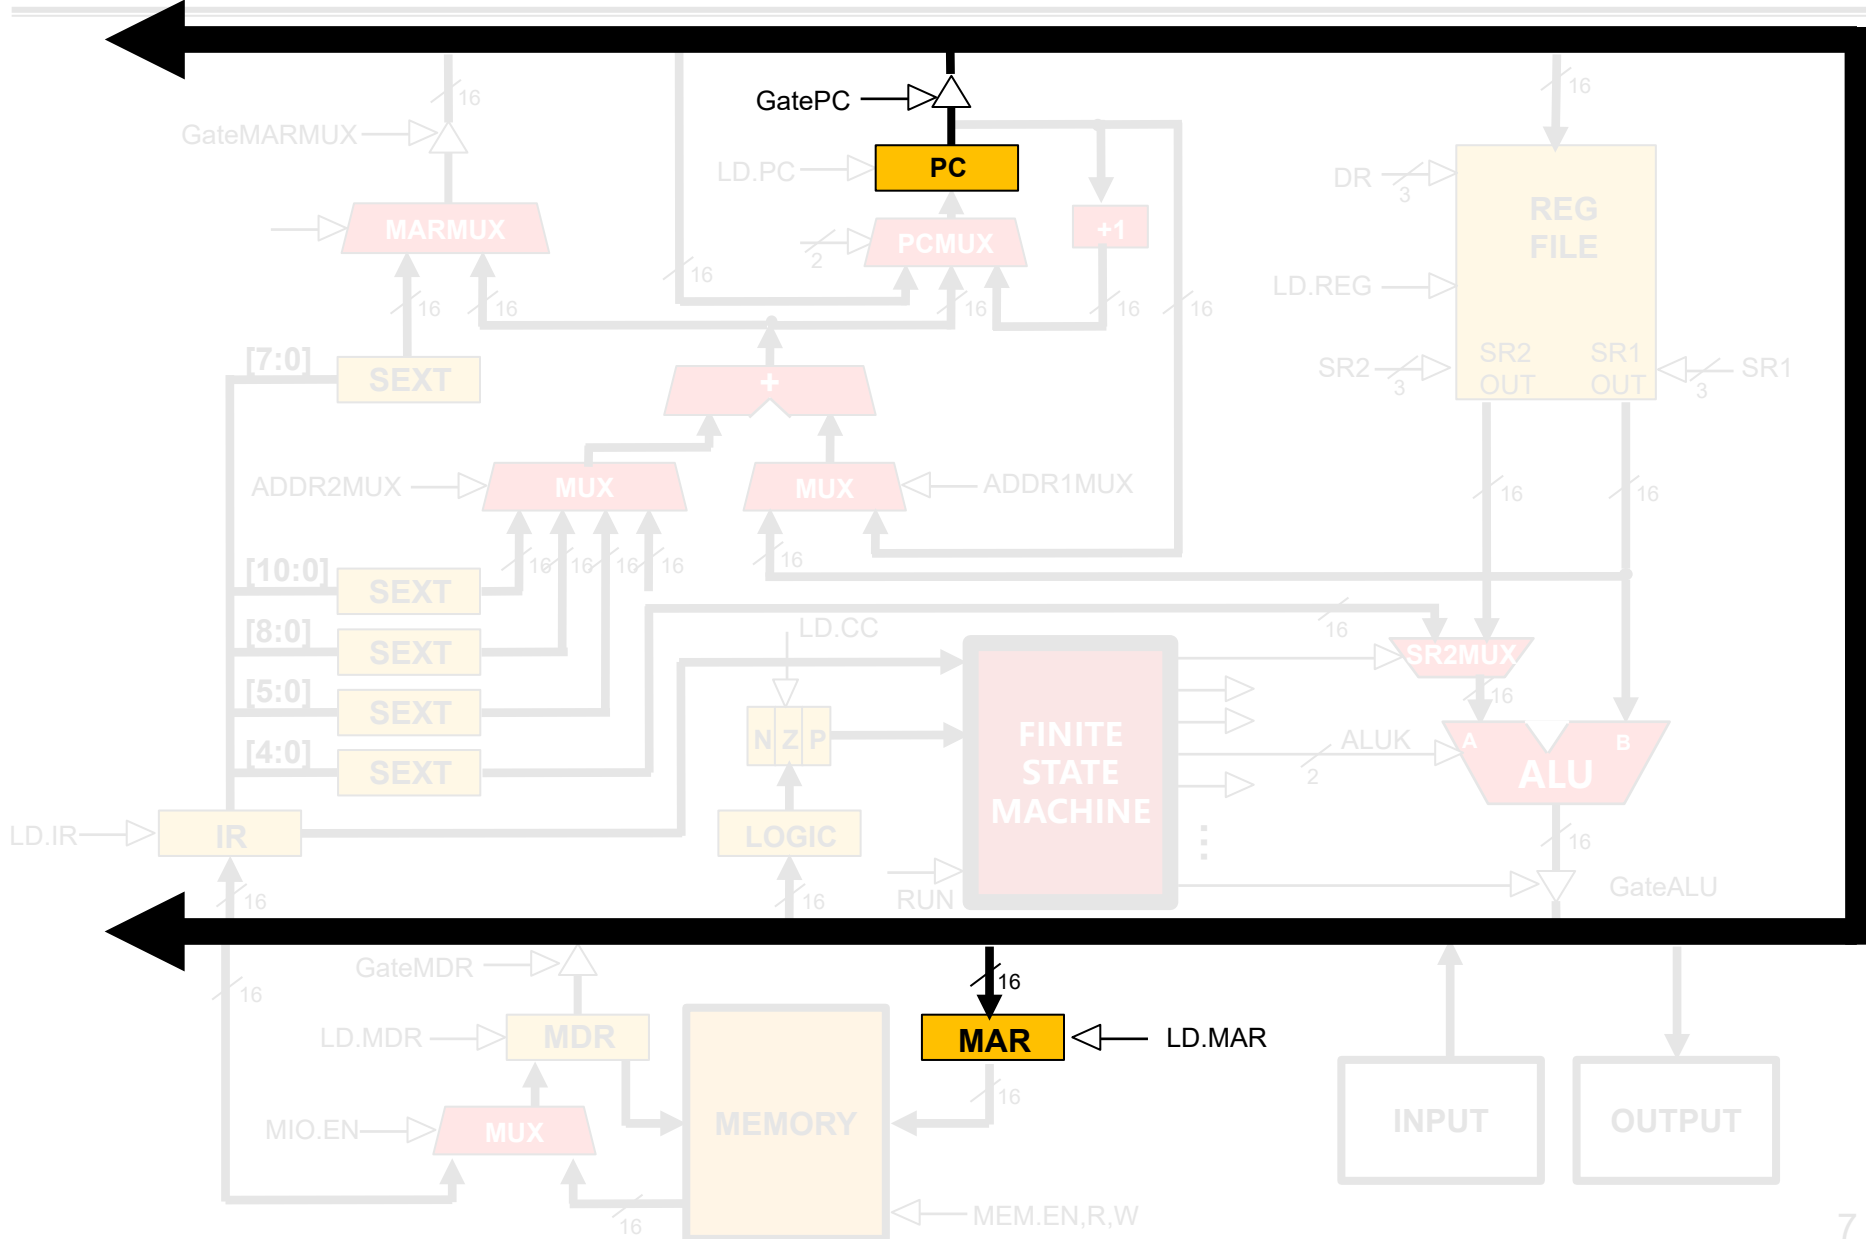 16
GatePC
GateMARMUX
16
LD.PC
PC
DR
3
REG
FILE
MARMUX
2
PCMUX
+1
16
LD.REG
16
16
16
16
16
[7:0]
SEXT
+
SR2
3
SR2
OUT
SR1
OUT
3
SR1
ADDR2MUX
MUX
MUX
ADDR1MUX
16
16
16
16
16
16
16
[10:0]
SEXT
[8:0]
SEXT
LD.CC
16
SR2MUX
16
[5:0]
SEXT
N Z P
FINITE
STATE
MACHINE
ALUK
2
A
B
ALU
[4:0]
SEXT
LD.IR
IR
LOGIC
16
16
16
RUN
GateALU
GateMDR
16
16
LD.MDR
MDR
MAR
LD.MAR
16
MIO.EN
MUX
MEMORY
INPUT
OUTPUT
16
MEM.EN,R,W
7